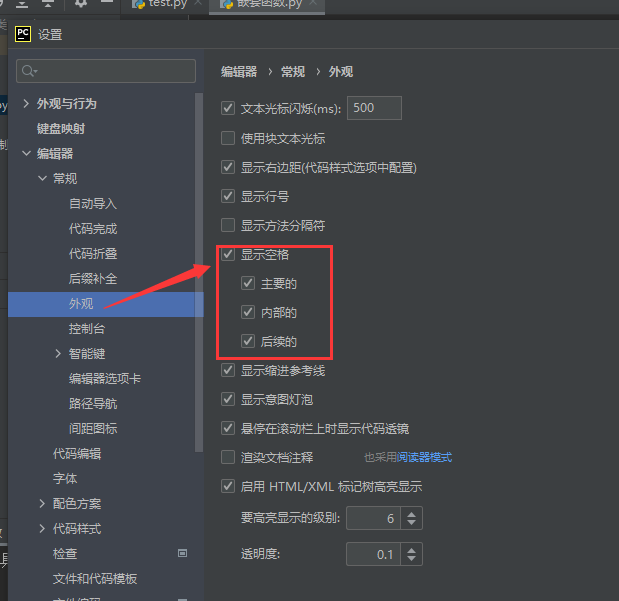 test.py
嵌套函数.py
PC
设置
外观与行为
键盘映射
编辑器
常规
自动导入
代码完成
代码折叠
后缀补全
外观
控制台
智能键
编辑器选项卡
路径导航
间距图标
代码编辑
字体
配色方案
代码样式
检查
文件和代码模板
编辑器 › 常规 › 外观
文本光标闪烁(ms): 500
使用块文本光标
显示右边距(代码样式选项中配置)
显示行号
显示方法分隔符
显示空格
主要的
内部的
后续的
显示缩进参考线
显示意图灯泡
悬停在滚动栏上时显示代码透镜
渲染文档注释 也采用阅读器模式
启用 HTML/XML 标记树高亮显示
要高亮显示的级别: 6
透明度: 0.1